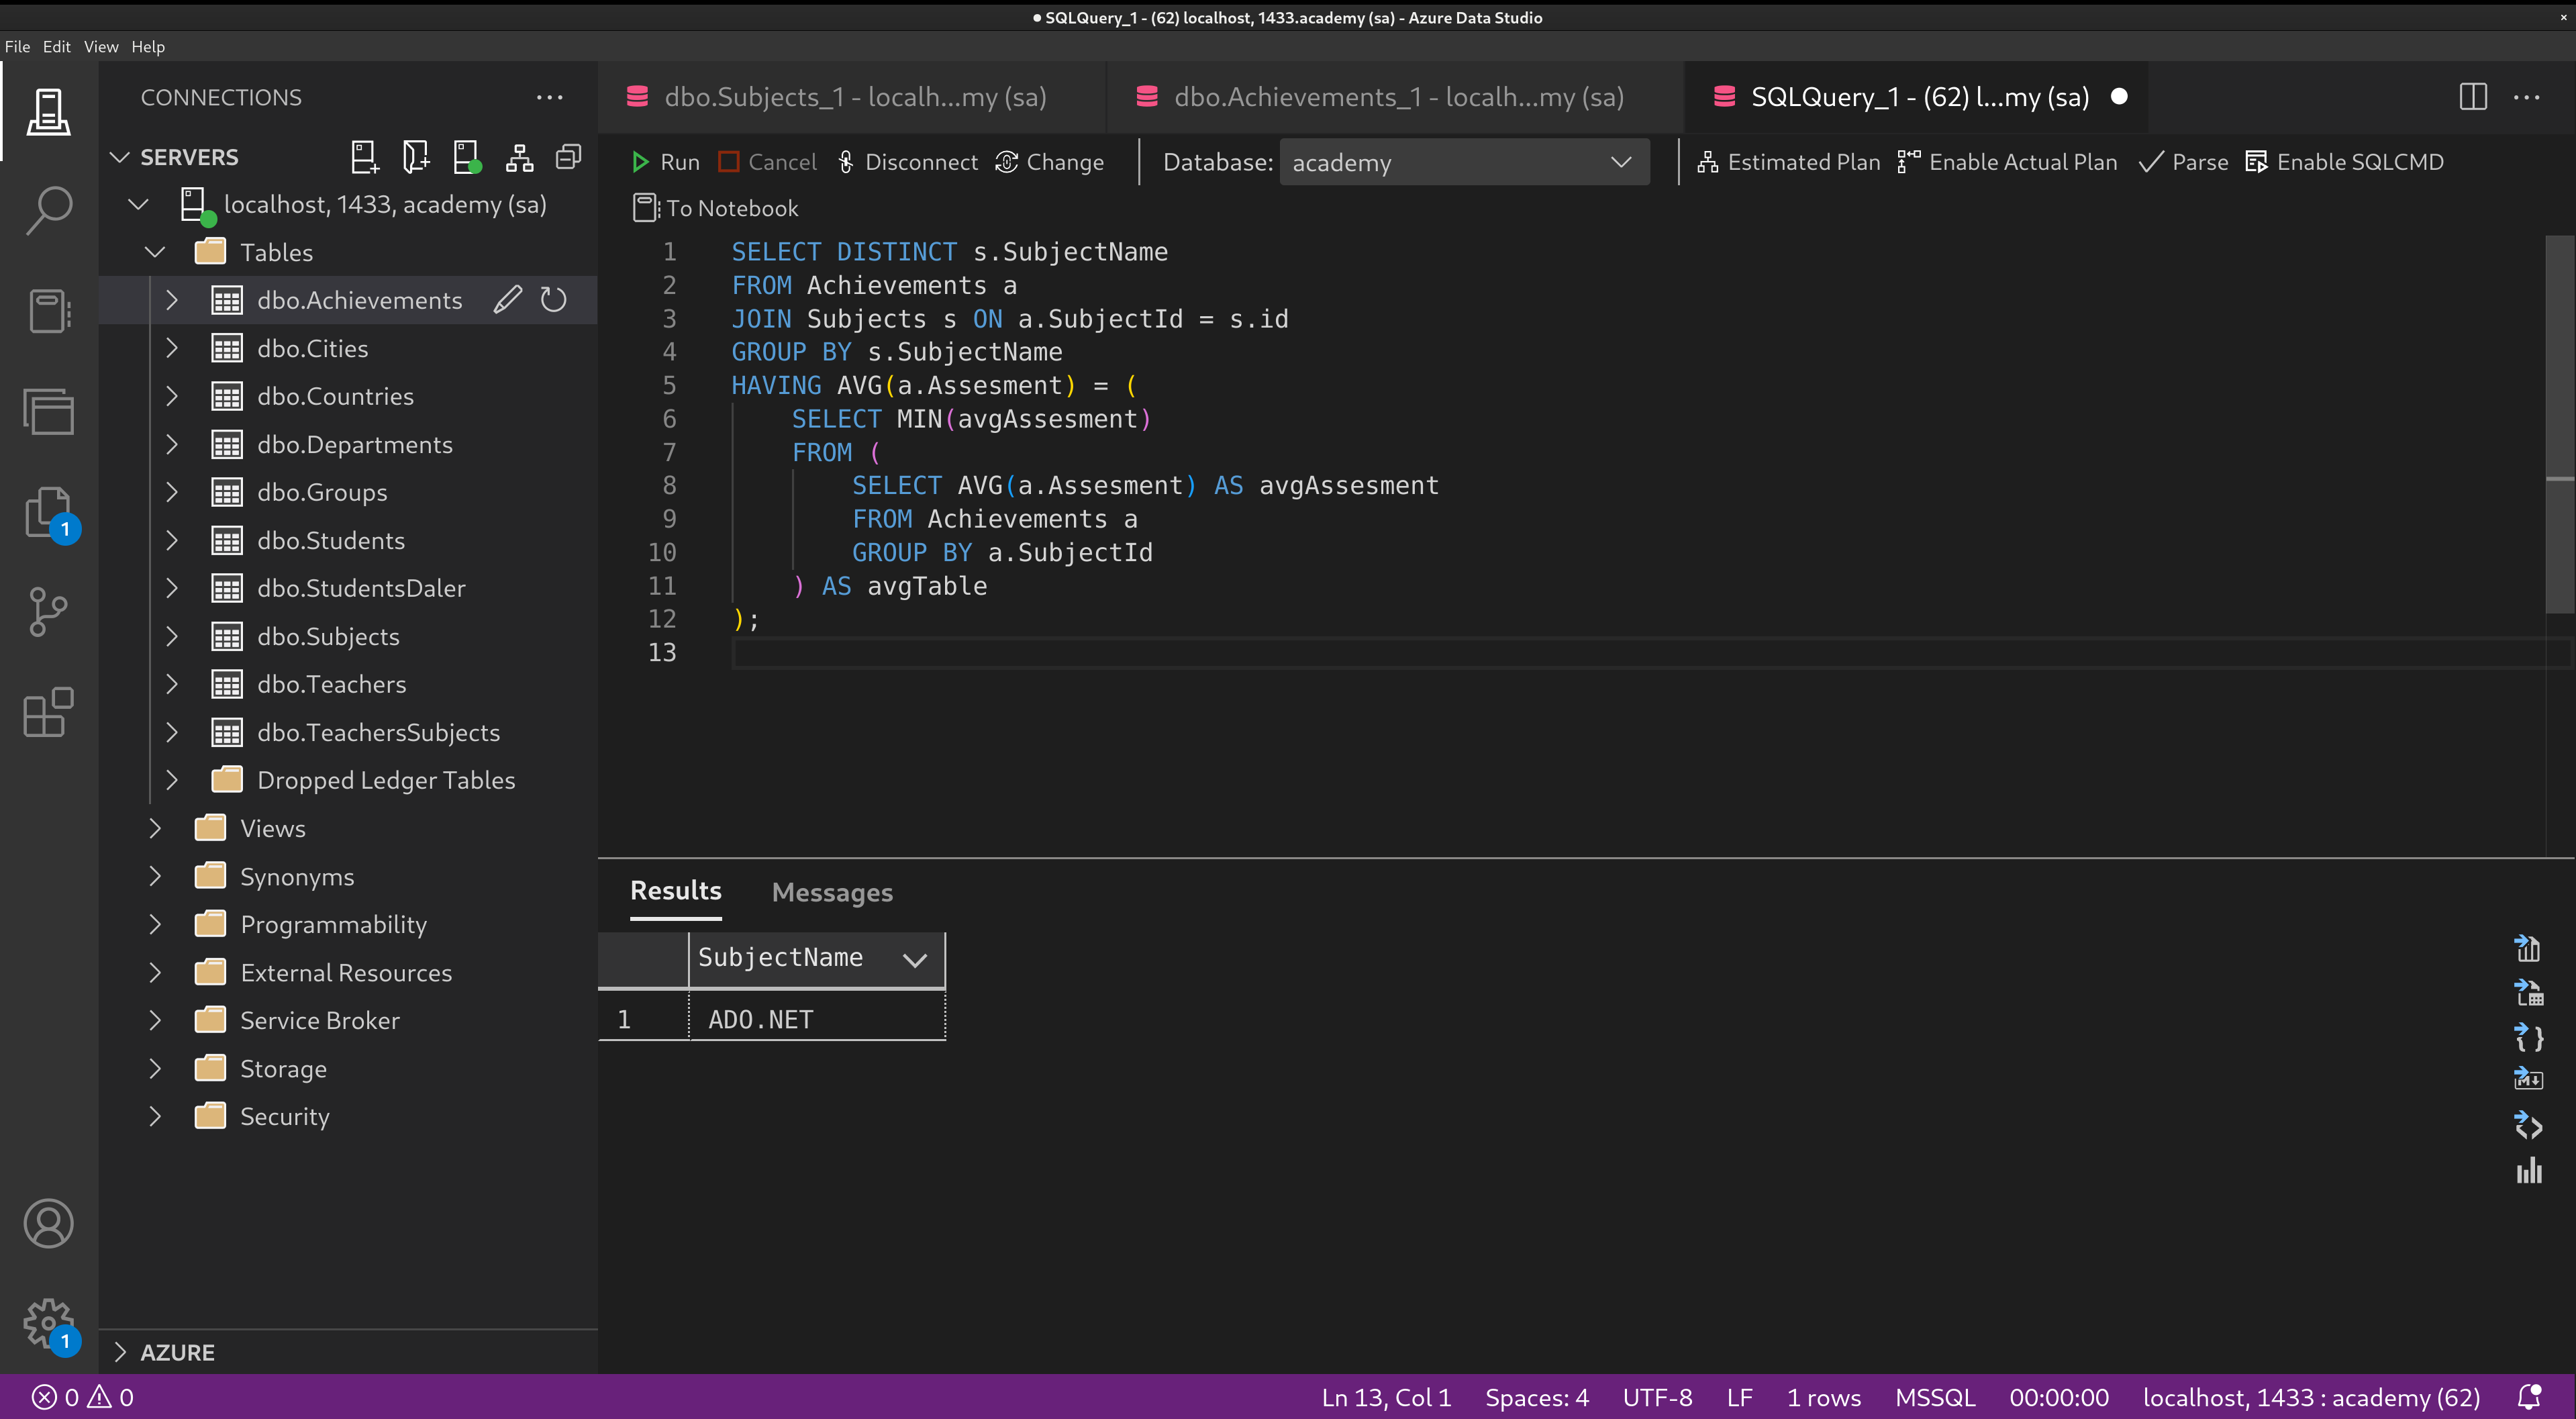 SQLQuery_1 - (62) localhost, 1433.academy (sa) - Azure Data Studio
File Edit View Help
CONNECTIONS
SERVERS
localhost, 1433, academy (sa)
Tables
dbo.Achievements
dbo.Cities
dbo.Countries
dbo.Departments
dbo.Groups
dbo.Students
dbo.StudentsDaler
dbo.Subjects
dbo.Teachers
dbo.TeachersSubjects
Dropped Ledger Tables
Views
Synonyms
Programmability
External Resources
Service Broker
Storage
Security
AZURE
1
1
dbo.Subjects_1 - localh...my (sa) dbo.Achievements_1 - localh...my (sa) SQLQuery_1 - (62) l...my (sa)
Run Cancel Disconnect Change Database: academy Estimated Plan Enable Actual Plan Parse Enable SQLCMD
To Notebook
1 SELECT DISTINCT s.SubjectName
2 FROM Achievements a
3 JOIN Subjects s ON a.SubjectId = s.id
4 GROUP BY s.SubjectName
5 HAVING AVG(a.Assesment) = (
6 SELECT MIN(avgAssesment)
7 FROM (
8 SELECT AVG(a.Assesment) AS avgAssesment
9 FROM Achievements a
10 GROUP BY a.SubjectId
11 ) AS avgTable
12 );
13
Results Messages
SubjectName
1 ADO.NET
0 0 Ln 13, Col 1 Spaces: 4 UTF-8 LF 1 rows MSSQL 00:00:00 localhost, 1433 : academy (62)